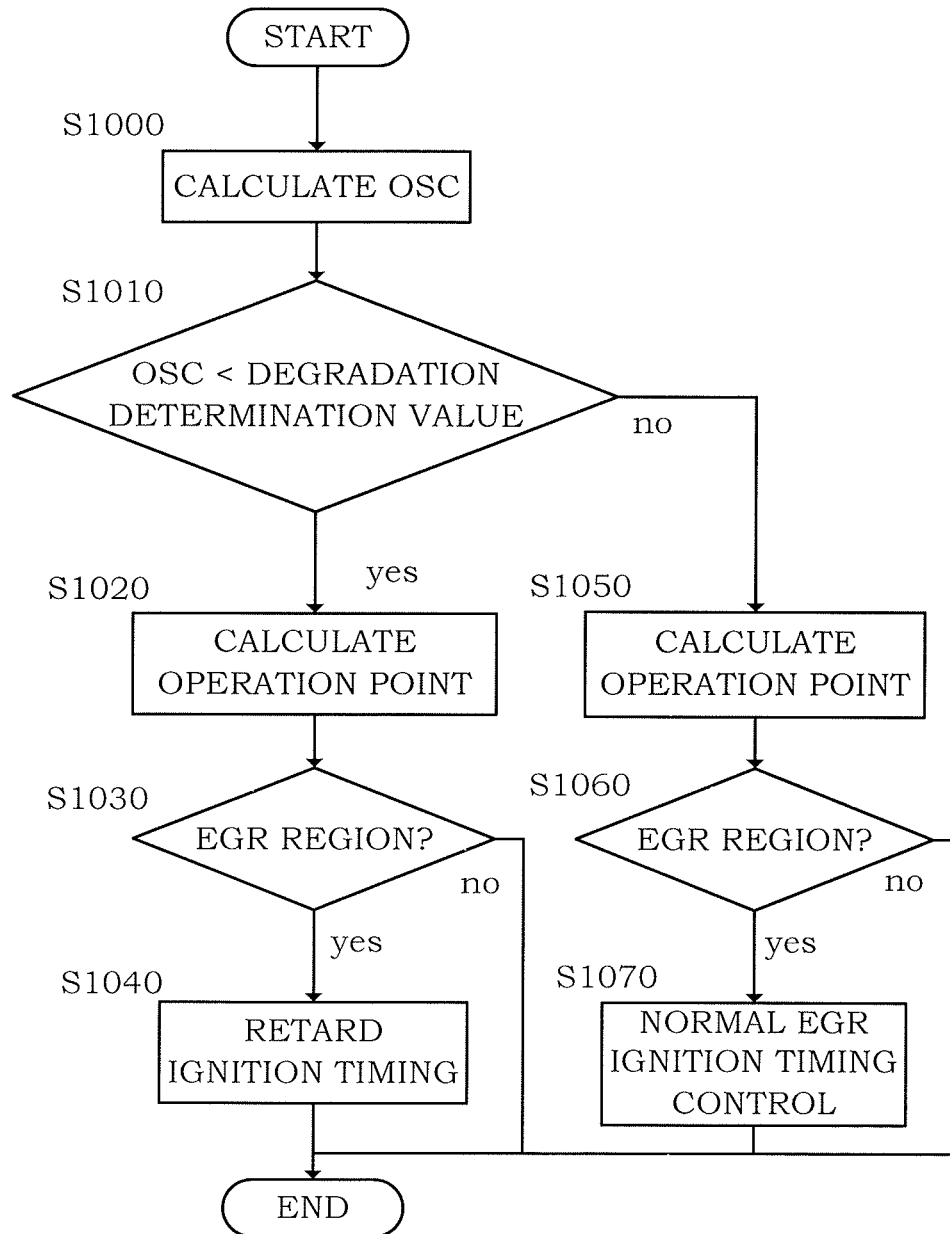 START
S1000
CALCULATE OSC
S1010
OSC < DEGRADATION
DETERMINATION VALUE
no
yes
S1020
CALCULATE
OPERATION POINT
S1030
EGR REGION?
no
yes
S1040
RETARD
IGNITION TIMING
S1050
CALCULATE
OPERATION POINT
S1060
EGR REGION?
no
yes
S1070
NORMAL EGR
IGNITION TIMING
CONTROL
END